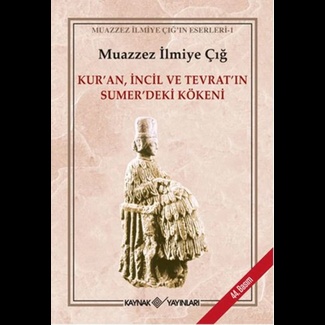 MUAZZEZ İLMİYE ÇIĞ'IN ESERLERİ-1
Muazzez İlmiye Çığ
KUR'AN, İNCİL VE TEVRAT'IN
SUMER'DEKİ KÖKENİ
44. Basım
KAYNAK YAYINLARI